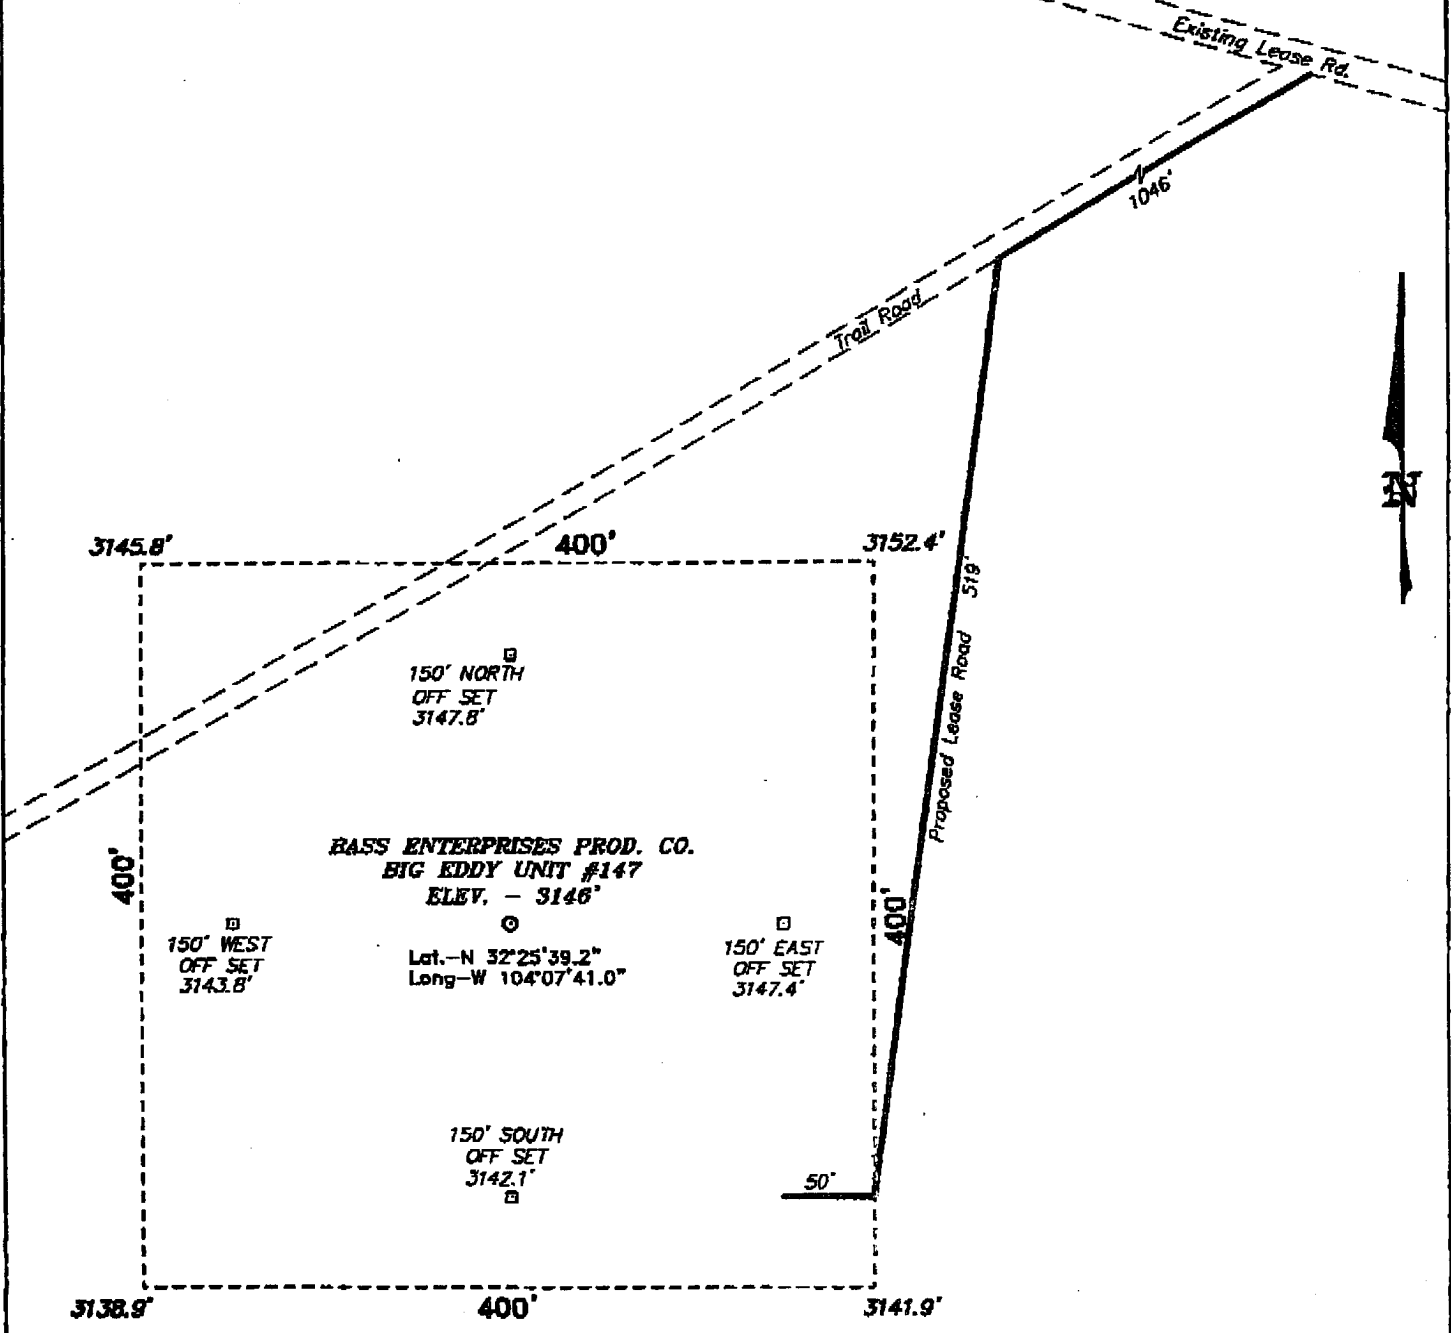 Existing Lease Rd.
1046'
Trail Road
N
3145.8'
400'
3152.4'
519'
Proposed Lease Road
150' NORTH
OFF SET
3147.8'
BASS ENTERPRISES PROD. CO.
BIG EDDY UNIT #147
ELEV. - 3146'
400'
400'
150' WEST
OFF SET
3143.8'
Lat.-N 32°25'39.2"
Long-W 104°07'41.0"
150' EAST
OFF SET
3147.4'
150' SOUTH
OFF SET
3142.1'
50'
3138.9'
400'
3141.9'